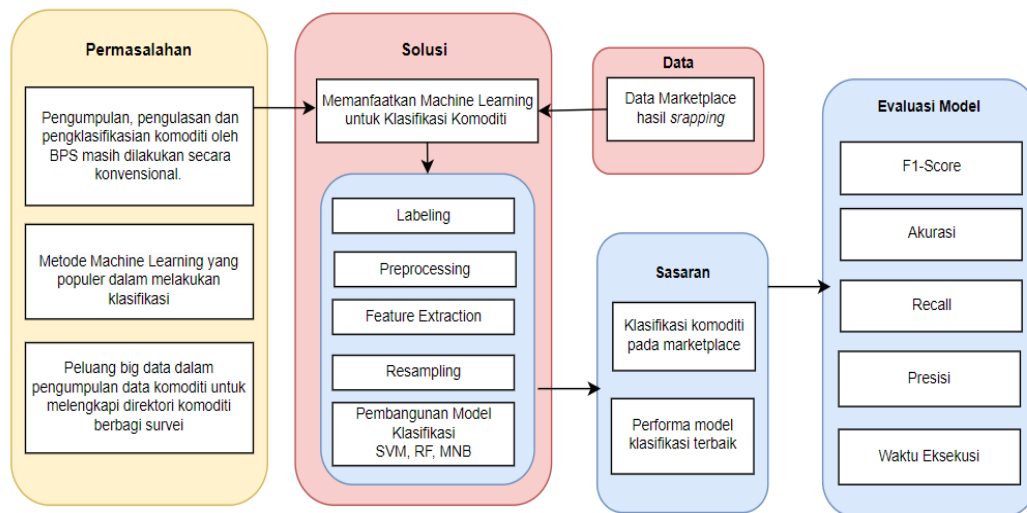 Permasalahan
Pengumpulan, pengulasan dan
pengklasifikasian komoditi oleh
BPS masih dilakukan secara
konvensional.
Metode Machine Learning yang
populer dalam melakukan
klasifikasi
Peluang big data dalam
pengumpulan data komoditi untuk
melengkapi direktori komoditi
berbagi survei
Solusi
Memanfaatkan Machine Learning
untuk Klasifikasi Komoditi
Labeling
Preprocessing
Feature Extraction
Resampling
Pembangunan Model
Klasifikasi
SVM, RF, MNB
Data
Data Marketplace
hasil srapping
Sasaran
Klasifikasi komoditi
pada marketplace
Performa model
klasifikasi terbaik
Evaluasi Model
F1-Score
Akurasi
Recall
Presisi
Waktu Eksekusi